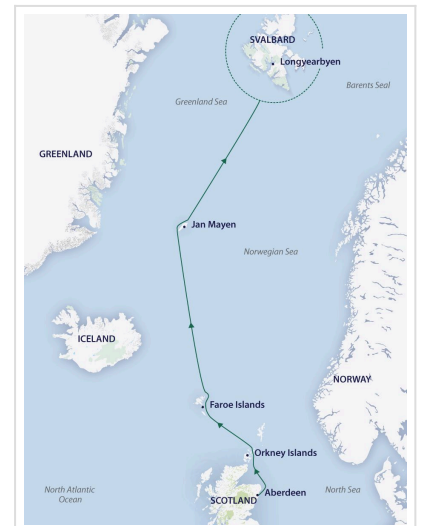 SVALBARD
Longyearbyen
Barents Seal
Greenland Sea
GREENLAND
Jan Mayen
Norwegian Sea
ICELAND
NORWAY
Faroe Islands
Orkney Islands
North Atlantic
Ocean
Aberdeen
North Sea
SCOTLAND